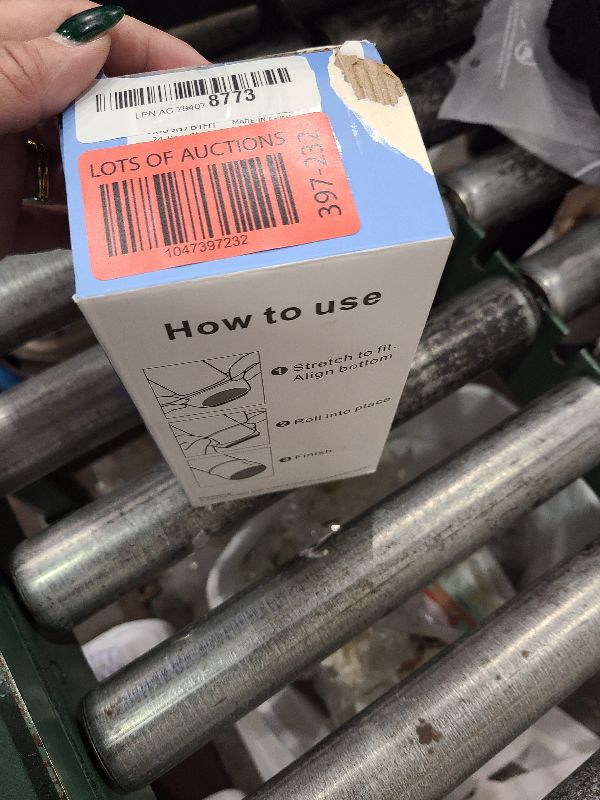 LPN AG 79407 8773
MADE IN
LOTS OF AUCTIONS
397-232
1047397232
How to use
1 Stretch to fit.
Align bottom
2 Roll into place
3 Finish